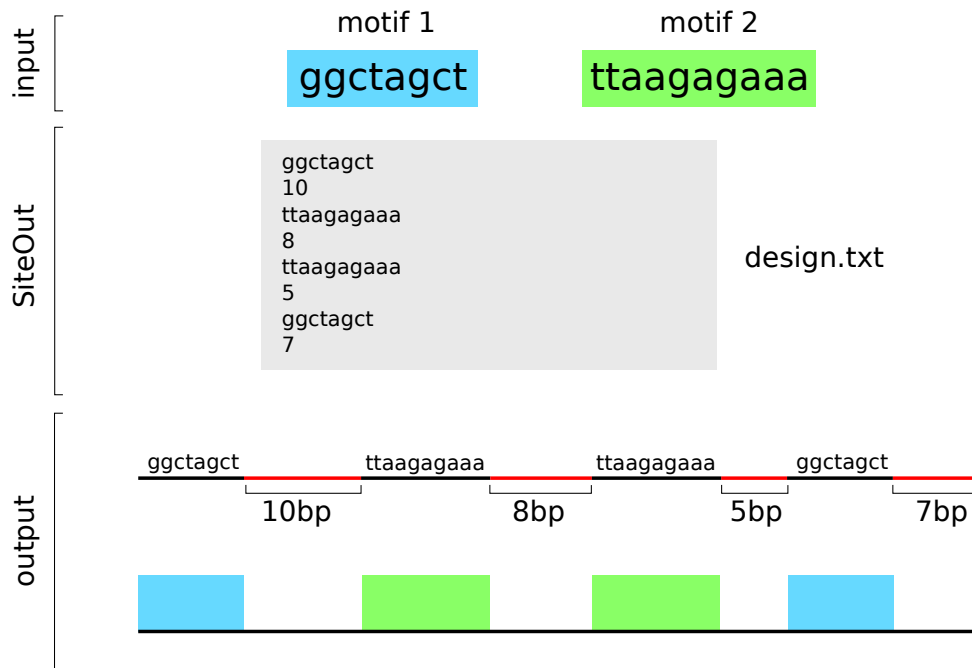 input
motif 1
motif 2
ggctagct
ttaagagaaa
SiteOut
ggctagct
10
ttaagagaaa
8
ttaagagaaa
5
ggctagct
7
design.txt
output
ggctagct
ttaagagaaa
ttaagagaaa
ggctagct
10bp
8bp
5bp
7bp